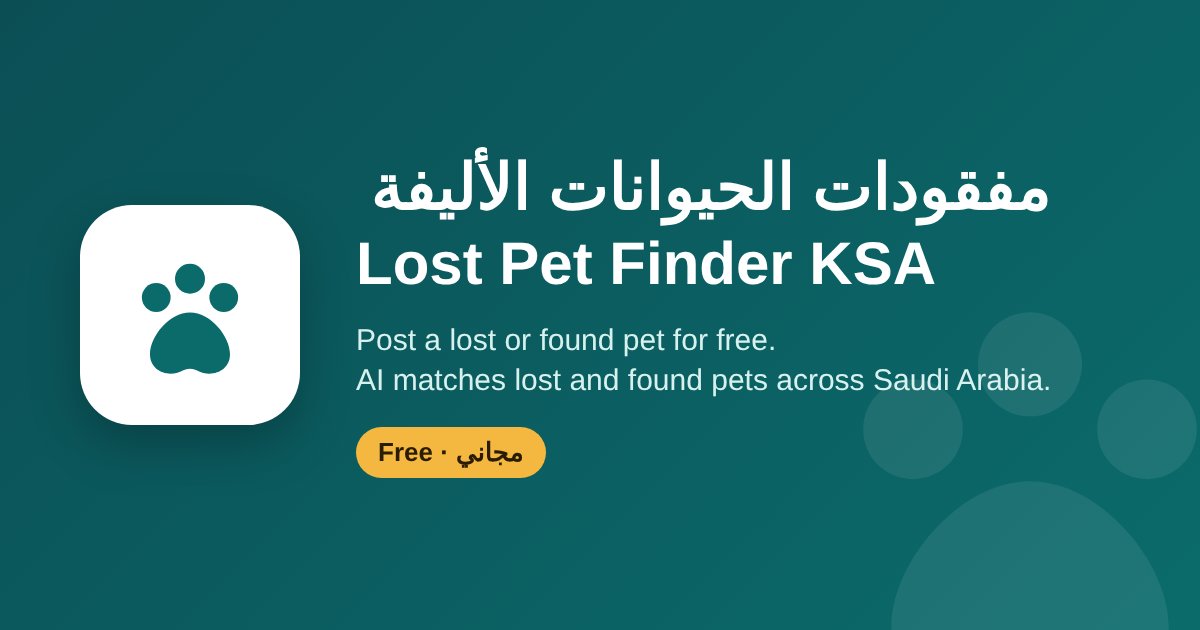 مفقودات الحيوانات الأليفة
Lost Pet Finder KSA
Post a lost or found pet for free.
AI matches lost and found pets across Saudi Arabia.
Free · مجاني